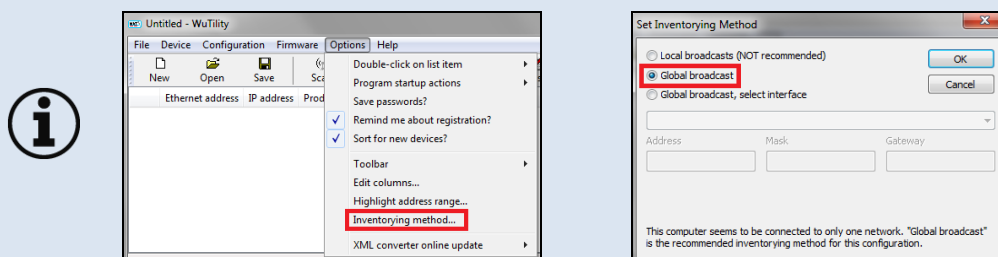 Untitled - WuTility
File Device Configuration Firmware Options Help
New Open Save
Ethernet address IP address
Double-click on list item
Program startup actions
Save passwords?
Remind me about registration?
Sort for new devices?
Toolbar
Edit columns...
Highlight address range...
Inventorying method...
XML converter online update
Set Inventorying Method
Local broadcasts (NOT recommended)
OK
Global broadcast
Cancel
Global broadcast, select interface
Address Mask Gateway
This computer seems to be connected to only one network. "Global broadcast"
is the recommended inventorying method for this configuration.